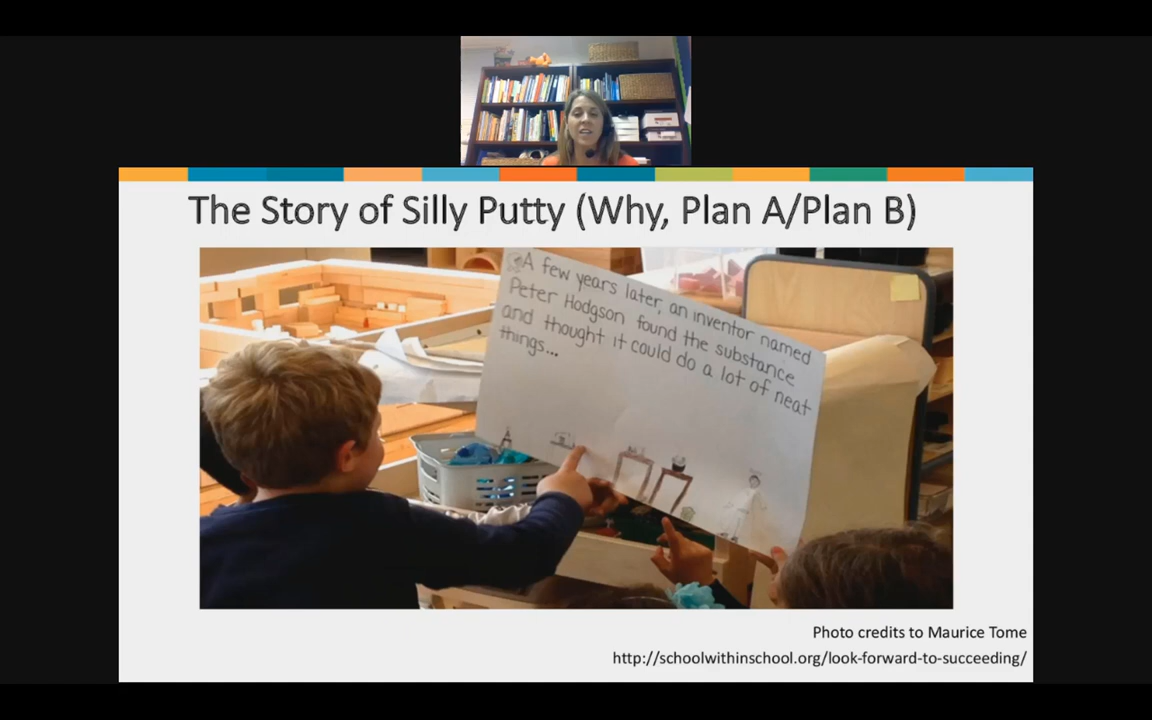 The Story of Silly Putty (Why, Plan A/Plan B)
A few years later, an inventor named
Peter Hodgson found the substance
and thought it could do a lot of neat
things...
Photo credits to Maurice Tome
http://schoolwithinschool.org/look-forward-to-succeeding/